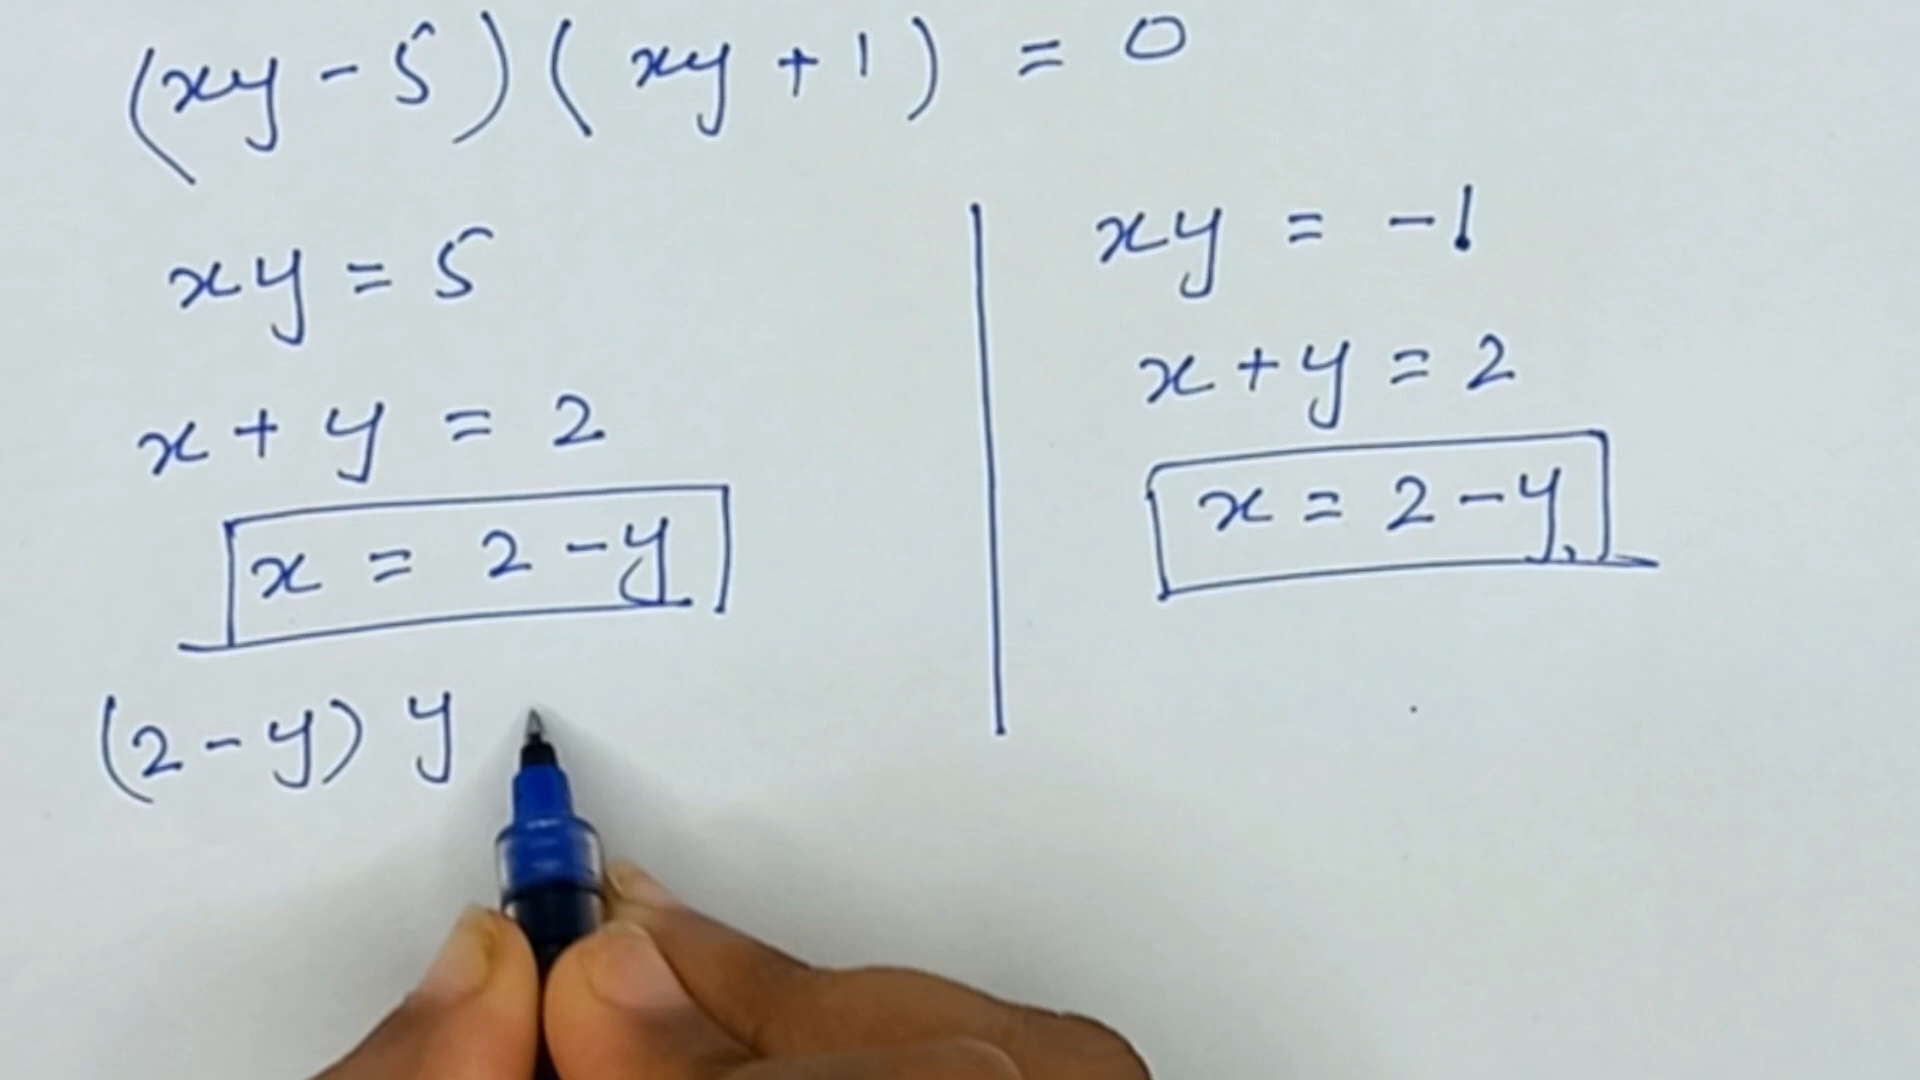 (xy - 5) (xy + 1) = 0
xy = 5
x + y = 2
x = 2 - y
(2 - y) y
xy = -1
x + y = 2
x = 2 - y